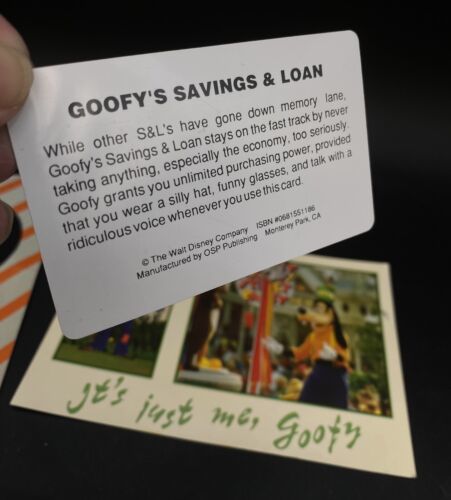 GOOFY'S SAVINGS & LOAN
While other S&L's have gone down memory lane,
Goofy's Savings & Loan stays on the fast track by never
taking anything, especially the economy, too seriously.
Goofy grants you unlimited purchasing power, provided
that you wear a silly hat, funny glasses, and talk with a
ridiculous voice whenever you use this card.
© The Walt Disney Company ISBN #0681551186
Manufactured by OSP Publishing Monterey Park, CA
It's just me, Goofy